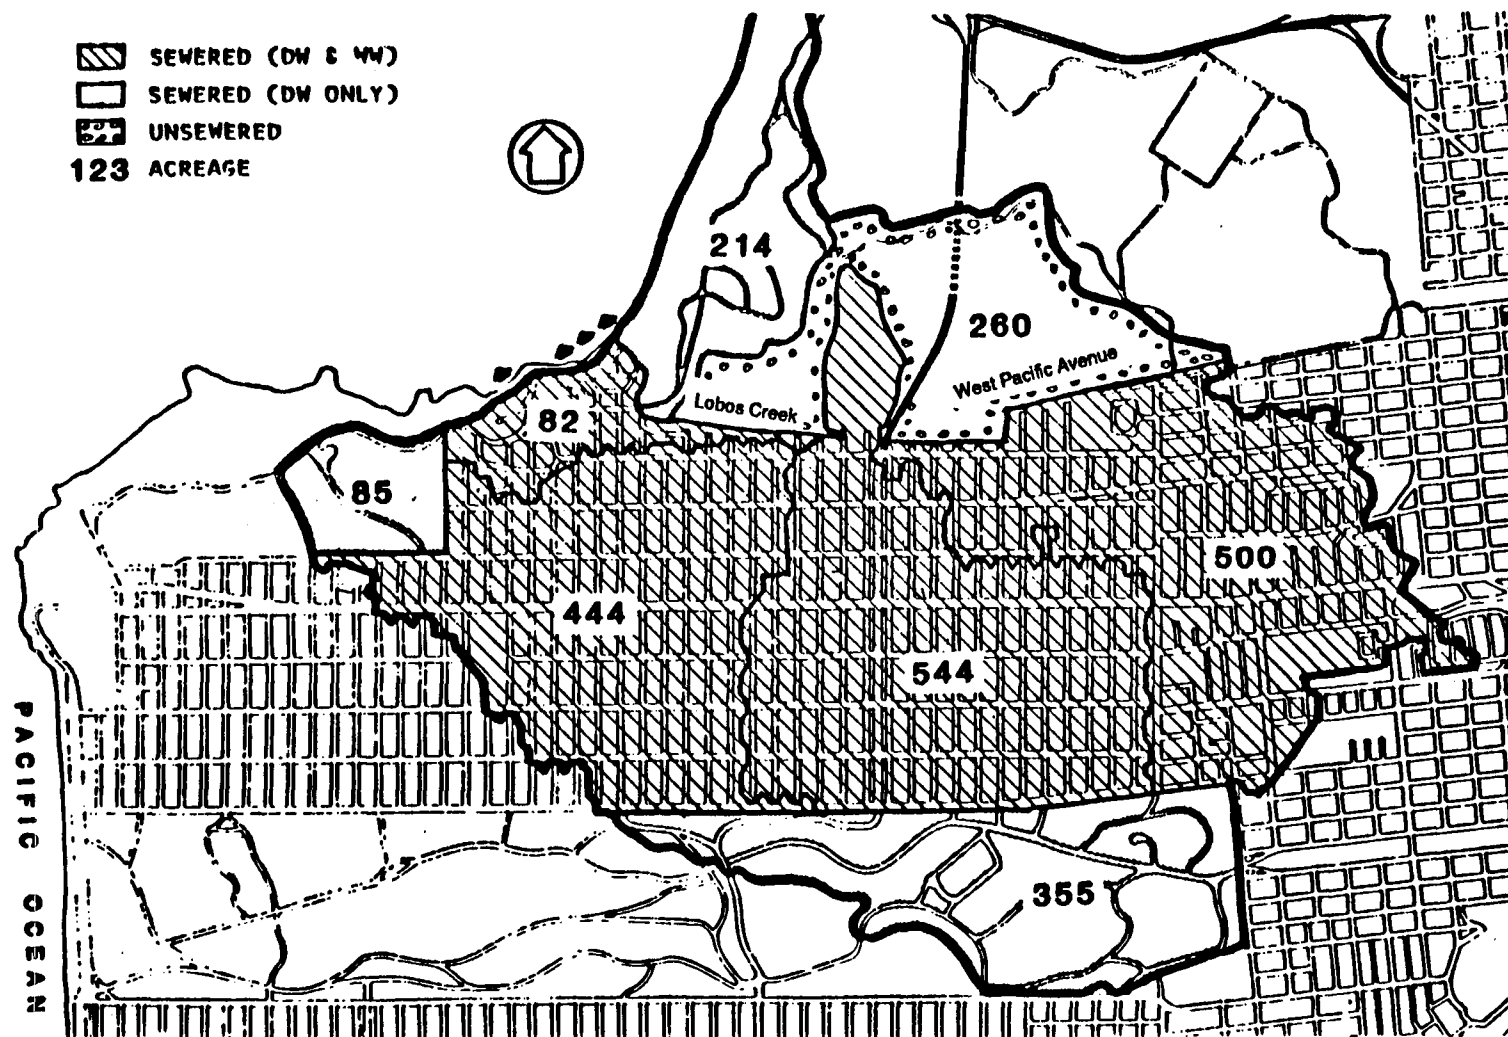 SEWERED (DW & WW)
SEWERED (DW ONLY)
UNSEWERED
123 ACREAGE
214
260
West Pacific Avenue
Lobos Creek
82
85
500
444
544
355
PACIFIC OCEAN